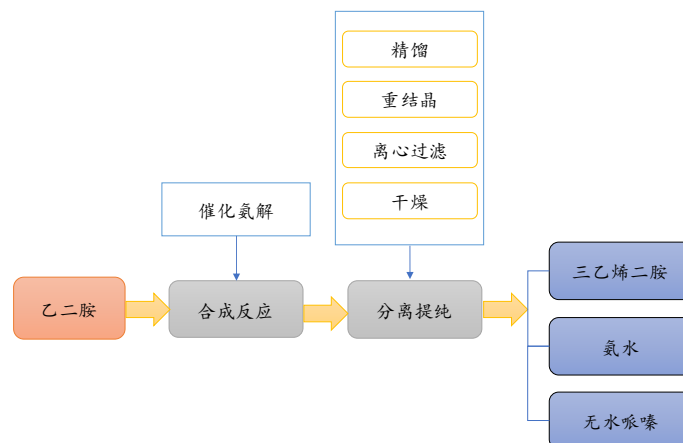 精馏
重结晶
离心过滤
干燥
催化氨解
乙二胺
合成反应
分离提纯
三乙烯二胺
氨水
无水哌嗪